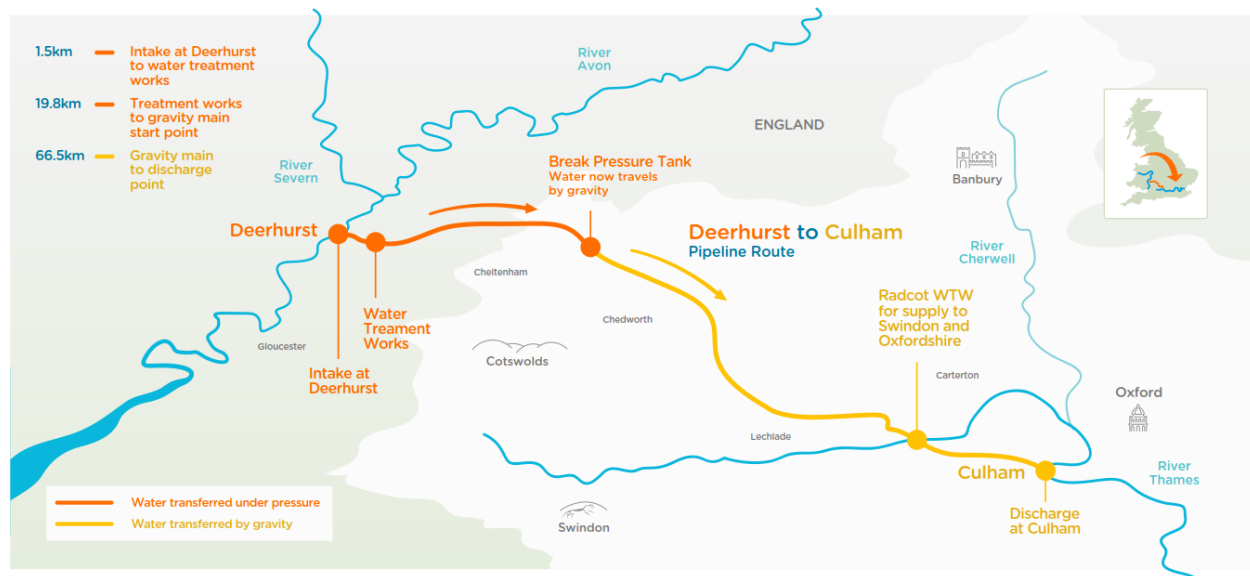 1.5km
Intake at Deerhurst
to water treatment
works
19.8km
Treatment works
to gravity main
start point
66.5km
Gravity main
to discharge
point
River
Avon
ENGLAND
River
Severn
Break Pressure Tank
Water now travels
by gravity
Banbury
Deerhurst
Deerhurst to Culham
Pipeline Route
River
Cherwell
Cheltenham
Radcot WTW
for supply to
Swindon and
Oxfordshire
Chedworth
Water
Treament
Works
Gloucester
Cotswolds
Intake at
Deerhurst
Carterton
Oxford
Lechlade
Culham
River
Thames
Water transferred under pressure
Water transferred by gravity
Swindon
Discharge
at Culham